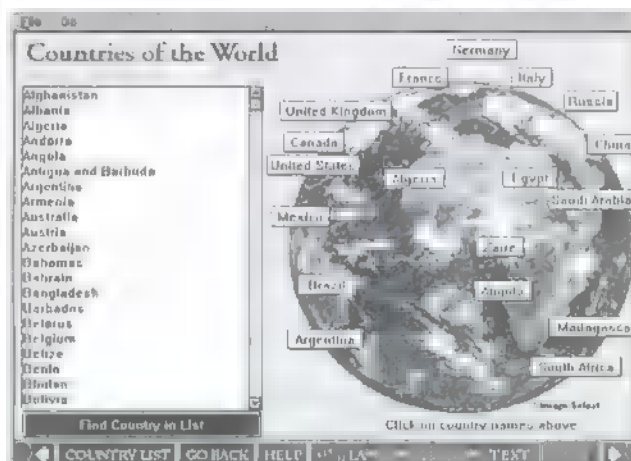 File Go
Countries of the World
Afghanistan
Albania
Algeria
Andorra
Angola
Antigua and Barbuda
Argentina
Armenia
Australia
Austria
Azerbaijan
Bahamas
Bahrain
Bangladesh
Barbados
Belarus
Belgium
Belize
Benin
Bhutan
Bolivia
Find Country in List
Germany
France
Italy
Russia
United Kingdom
China
Canada
United States
Algeria
Egypt
Saudi Arabia
Mexico
Zaire
Brazil
Angola
Madagasca
Argentina
South Africa
Image Select
Click on country names above
COUNTRY LIST GO BACK HELP TEXT